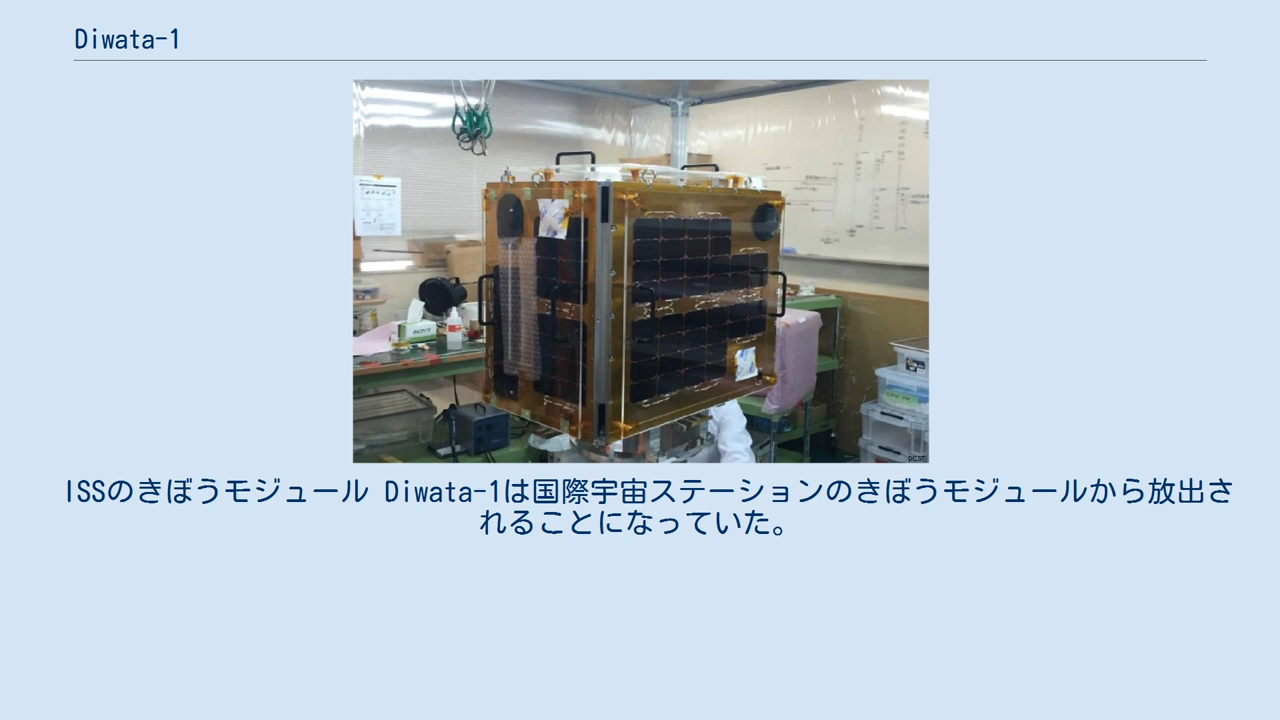 Diwata-1
DCST
ISSのきぼうモジュール Diwata-1は国際宇宙ステーションのきぼうモジュールから放出さ
れることになっていた。